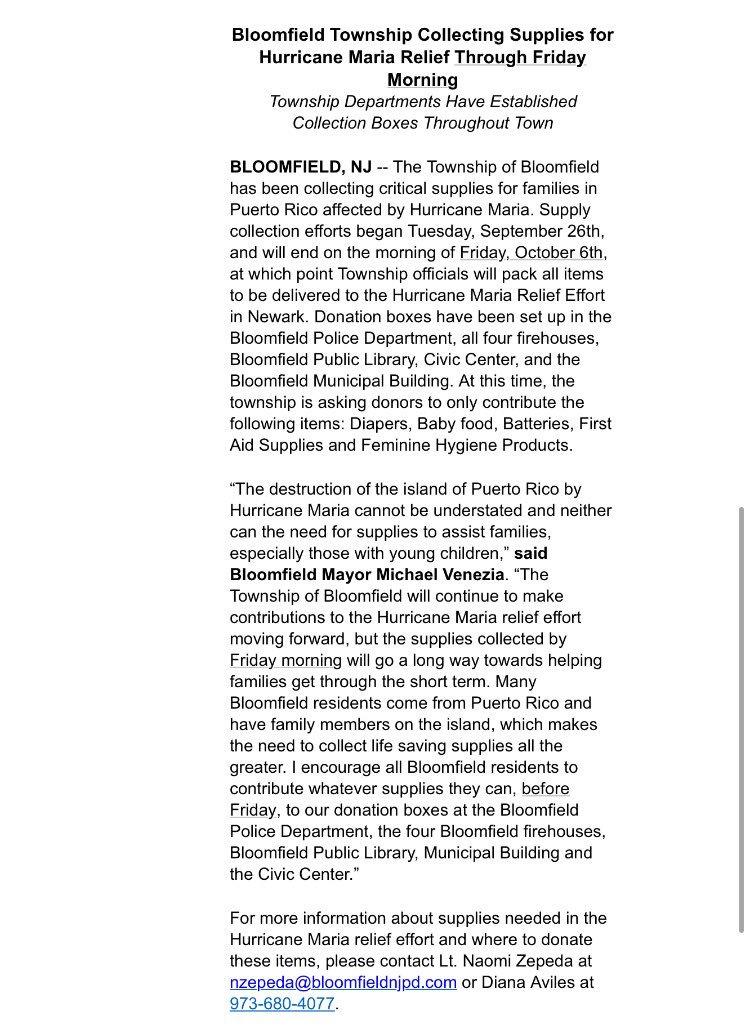 Bloomfield Township Collecting Supplies for
Hurricane Maria Relief Through Friday
Morning
Township Departments Have Established
Collection Boxes Throughout Town
BLOOMFIELD, NJ -- The Township of Bloomfield
has been collecting critical supplies for families in
Puerto Rico affected by Hurricane Maria. Supply
collection efforts began Tuesday, September 26th,
and will end on the morning of Friday, October 6th,
at which point Township officials will pack all items
to be delivered to the Hurricane Maria Relief Effort
in Newark. Donation boxes have been set up in the
Bloomfield Police Department, all four firehouses,
Bloomfield Public Library, Civic Center, and the
Bloomfield Municipal Building. At this time, the
township is asking donors to only contribute the
following items: Diapers, Baby food, Batteries, First
Aid Supplies and Feminine Hygiene Products.
“The destruction of the island of Puerto Rico by
Hurricane Maria cannot be understated and neither
can the need for supplies to assist families,
especially those with young children,” said
Bloomfield Mayor Michael Venezia. “The
Township of Bloomfield will continue to make
contributions to the Hurricane Maria relief effort
moving forward, but the supplies collected by
Friday morning will go a long way towards helping
families get through the short term. Many
Bloomfield residents come from Puerto Rico and
have family members on the island, which makes
the need to collect life saving supplies all the
greater. I encourage all Bloomfield residents to
contribute whatever supplies they can, before
Friday, to our donation boxes at the Bloomfield
Police Department, the four Bloomfield firehouses,
Bloomfield Public Library, Municipal Building and
the Civic Center.”
For more information about supplies needed in the
Hurricane Maria relief effort and where to donate
these items, please contact Lt. Naomi Zepeda at
nzepeda@bloomfieldnjpd.com or Diana Aviles at
973-680-4077.